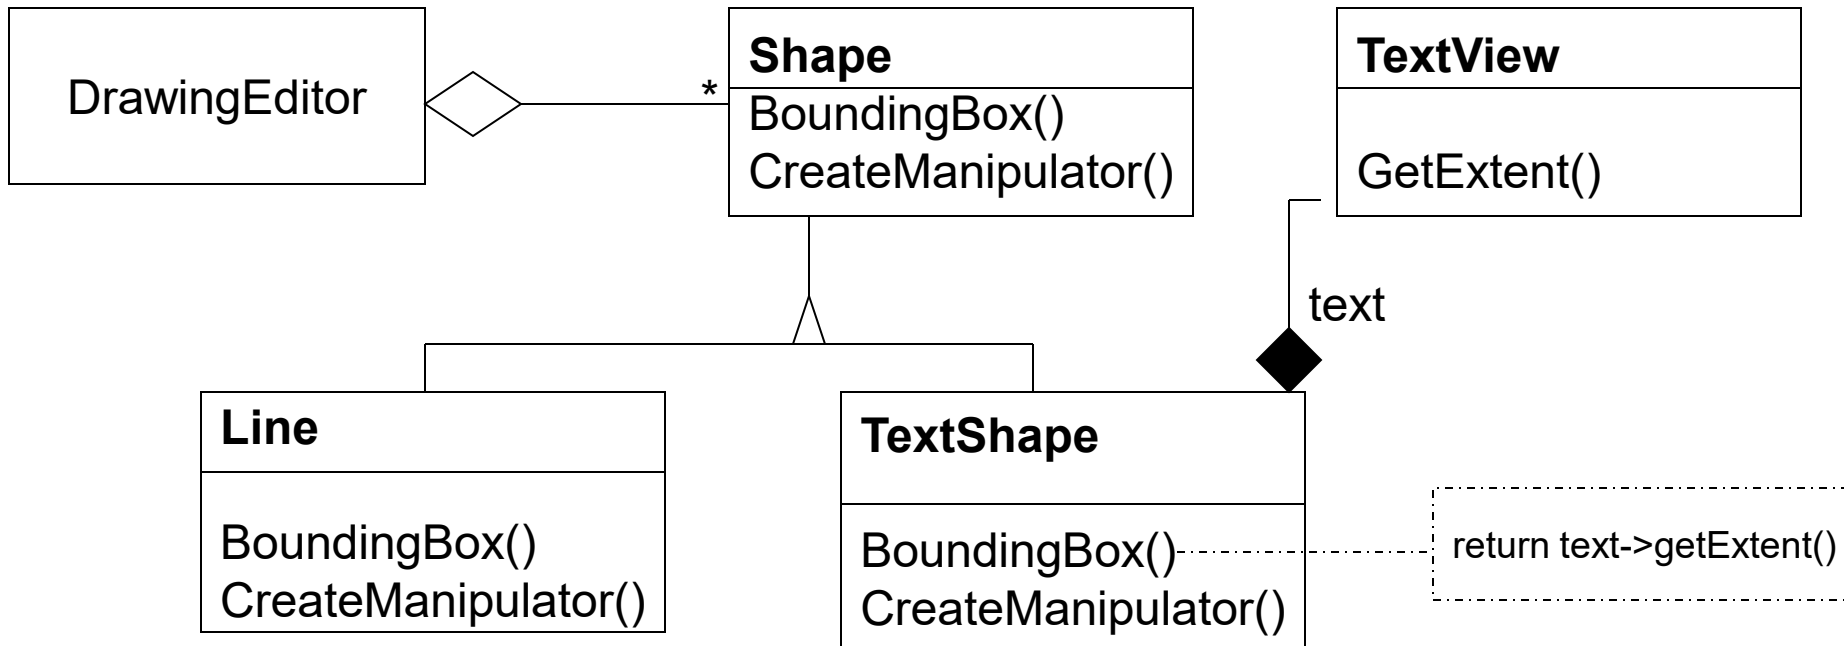 DrawingEditor
*
Shape
BoundingBox()
CreateManipulator()
TextView
GetExtent()
text
Line
BoundingBox()
CreateManipulator()
TextShape
BoundingBox()
CreateManipulator()
return text->getExtent()